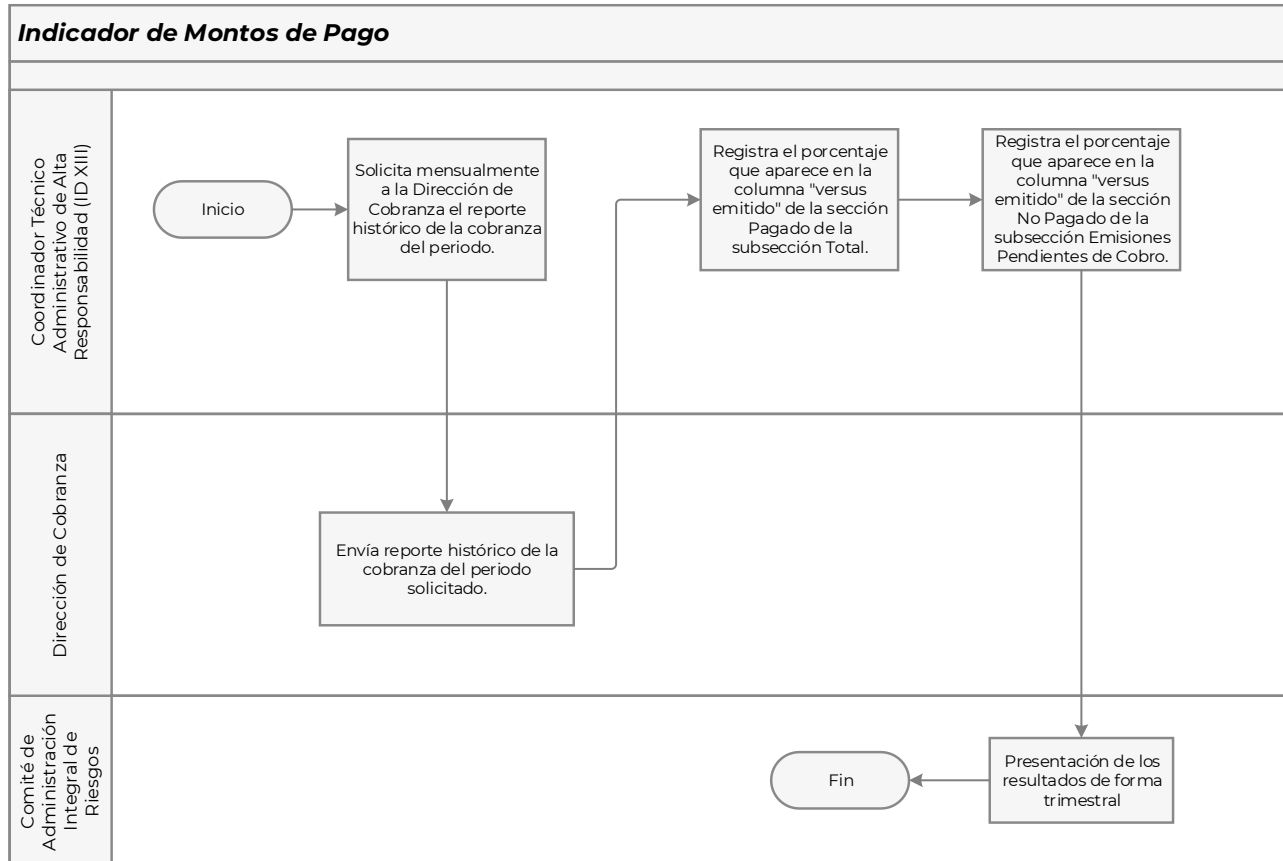 Indicador de Montos de Pago
Coordinador Técnico
Administrativo de Alta
Responsabilidad (ID XIII)
Inicio
Solicita mensualmente
a la Dirección de
Cobranza el reporte
histórico de la cobranza
del periodo.
Registra el porcentaje
que aparece en la
columna "versus
emitido" de la sección
Pagado de la
subsección Total.
Registra el porcentaje
que aparece en la
columna "versus
emitido" de la sección
No Pagado de la
subsección Emisiones
Pendientes de Cobro.
Dirección de Cobranza
Envía reporte histórico de la
cobranza del periodo
solicitado.
Comité de
Administración
Integral de
Riesgos
Fin
Presentación de los
resultados de forma
trimestral